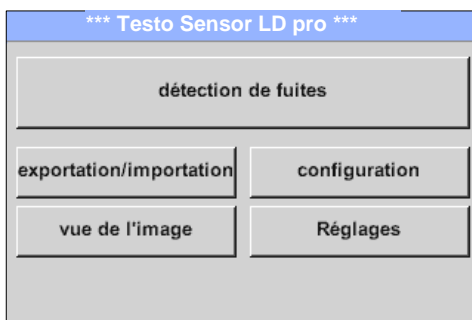 *** Testo Sensor LD pro ***
détection de fuites
exportation/importation
configuration
vue de l'image
Réglages